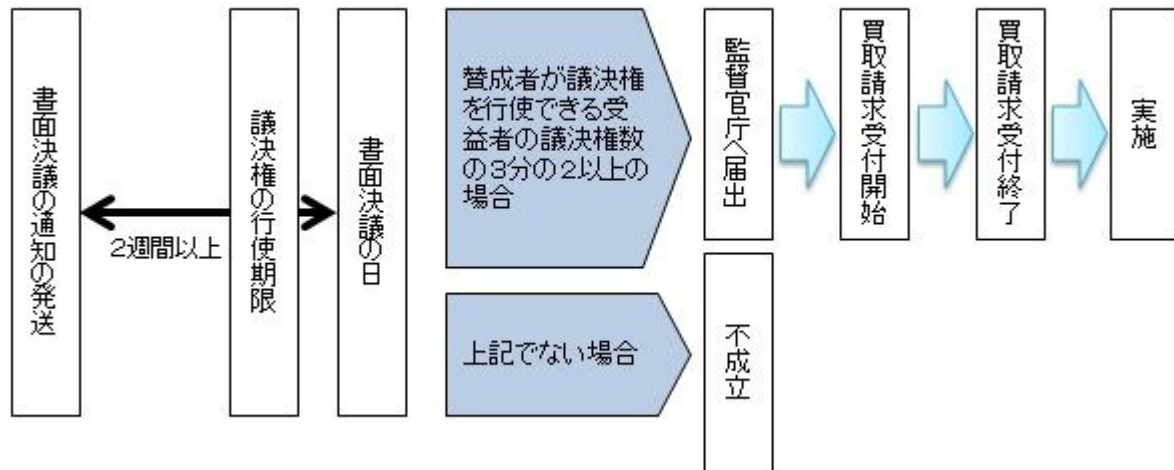 書面決議の通知の発送
2週間以上
議決権の行使期限
書面決議の日
賛成者が議決権
を行使できる受
益者の議決権数
の3分の2以上の
場合
監督官庁へ届出
買取請求受付開始
買取請求受付終了
実施
上記でない場合
不成立